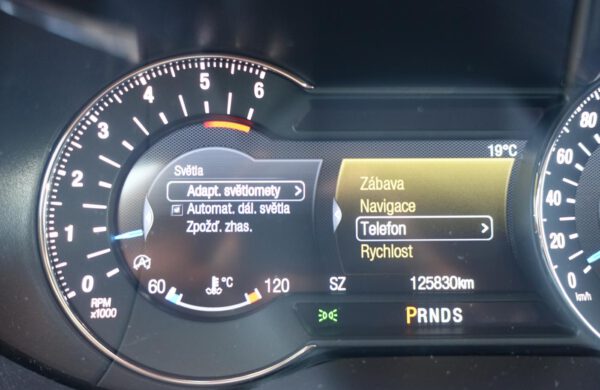 0
1
2
3
4
5
6
RPM
x1000
Světla
Adapt. světlomety >
Automat. dál. světla
Zpožď. zhas.
60 °C 120
19°C
Zábava
Navigace
Telefon >
Rychlost
SZ 125830km
PRNDS
80
60
40
20
0
km/h